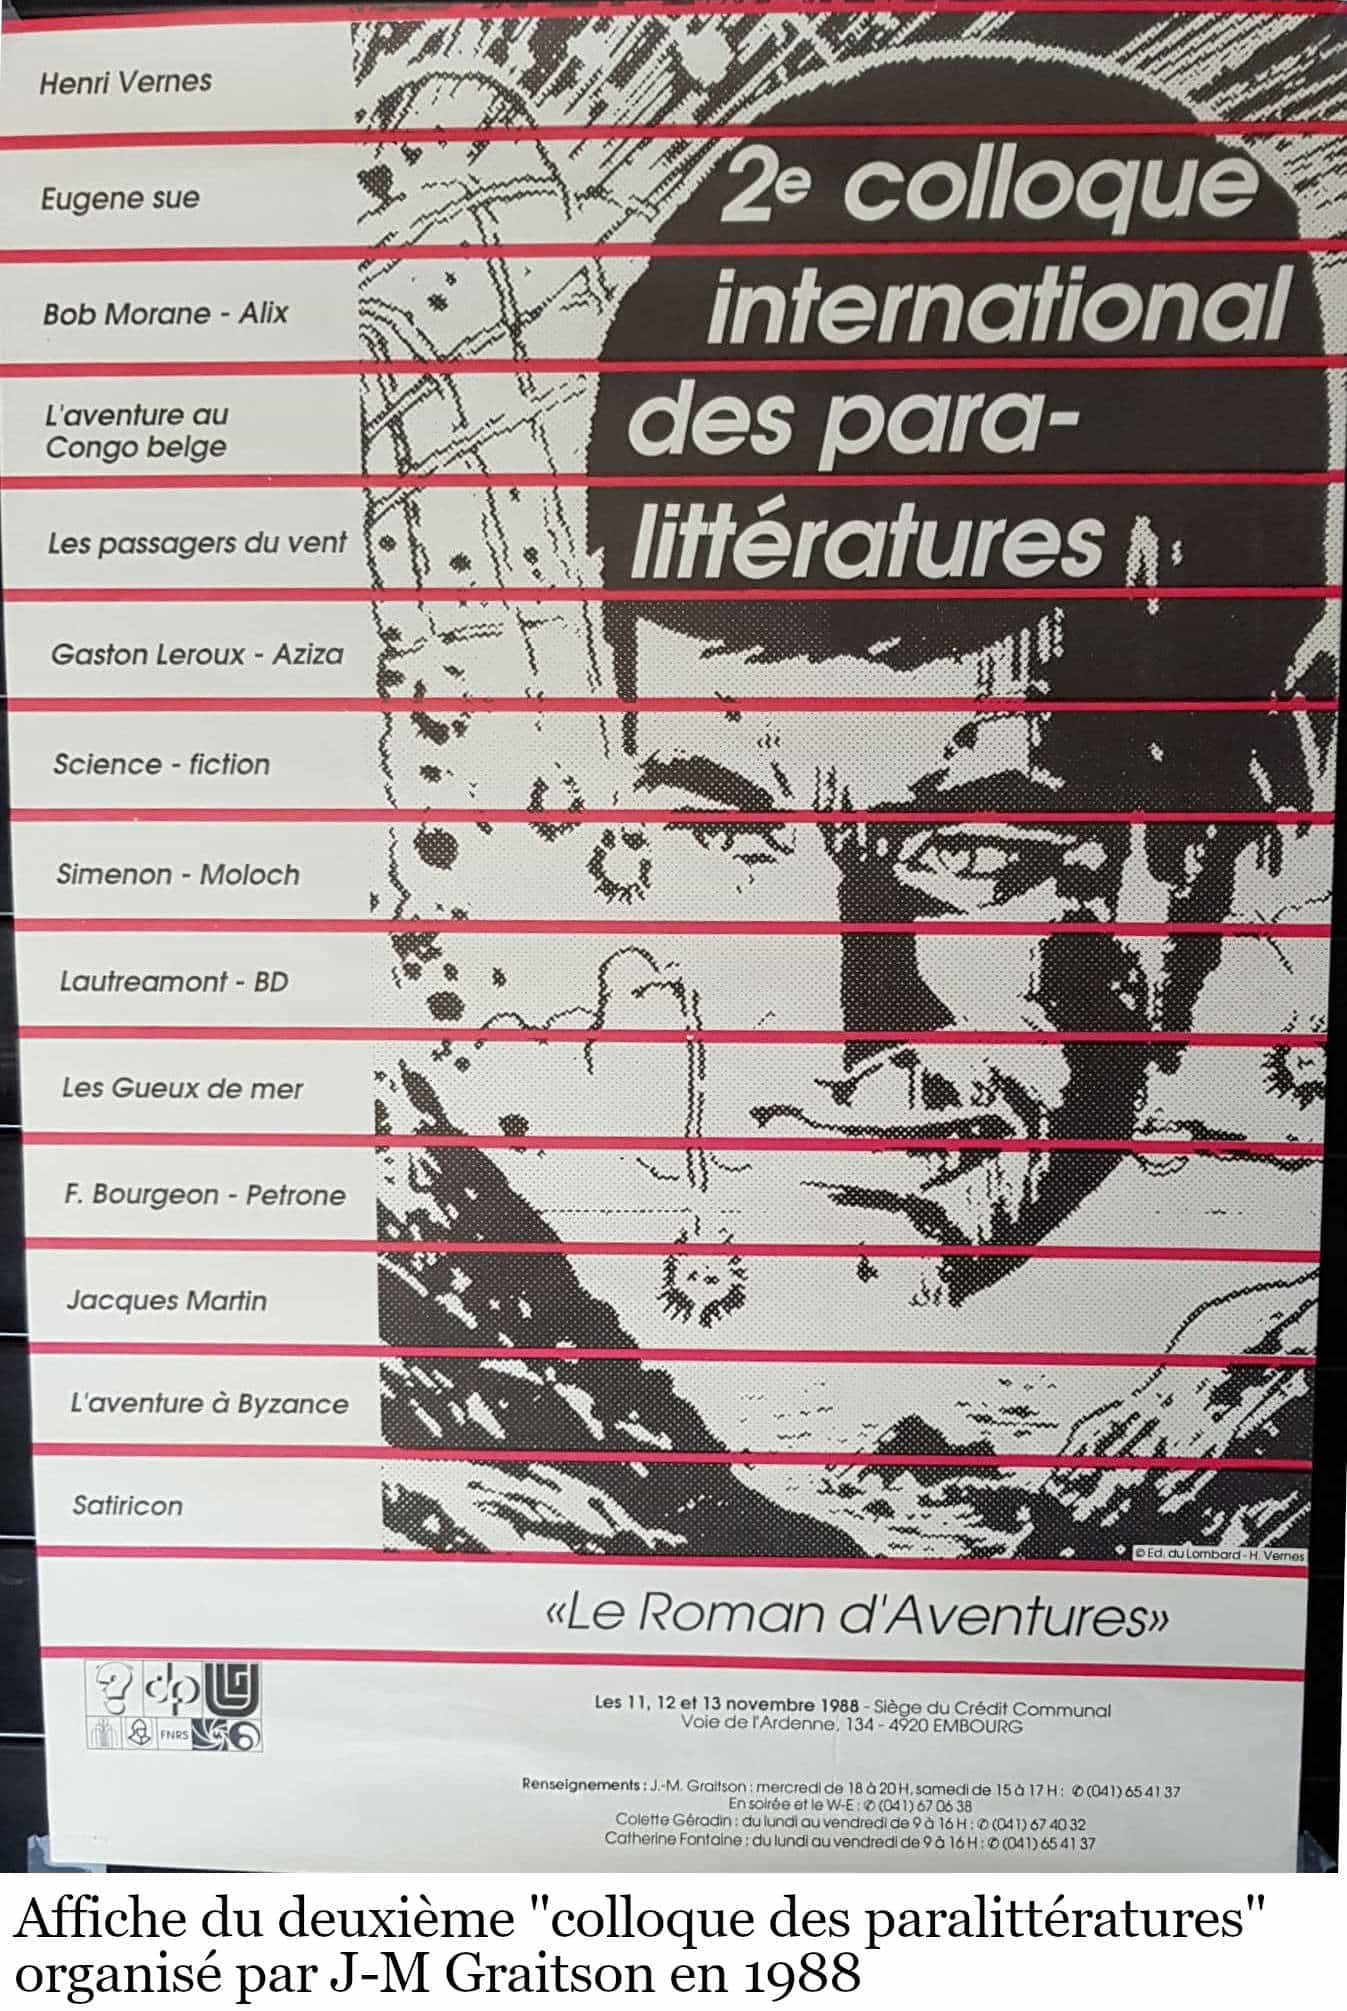 Henri Vernes
Eugene sue
Bob Morane - Alix
L'aventure au
Congo belge
Les passagers du vent
Gaston Leroux - Aziza
Science - fiction
Simenon - Moloch
Lautreamont - BD
Les Gueux de mer
F. Bourgeon - Petrone
Jacques Martin
L'aventure à Byzance
Satiricon
2e colloque
international
des para-
littératures
© Ed. du Lombard - H. Vernes
«Le Roman d'Aventures»
dp
FNRS
Les 11, 12 et 13 novembre 1988 - Siège du Crédit Communal
Voie de l'Ardenne, 134 - 4920 EMBOURG
Renseignements : J.-M. Graitson : mercredi de 18 à 20 H, samedi de 15 à 17 H : ✆ (041) 65 41 37
En soirée et le W-E : ✆ (041) 67 06 38
Colette Géradin : du lundi au vendredi de 9 à 16 H : ✆ (041) 67 40 32
Catherine Fontaine : du lundi au vendredi de 9 à 16 H : ✆ (041) 65 41 37
Affiche du deuxième "colloque des paralittératures"
organisé par J-M Graitson en 1988